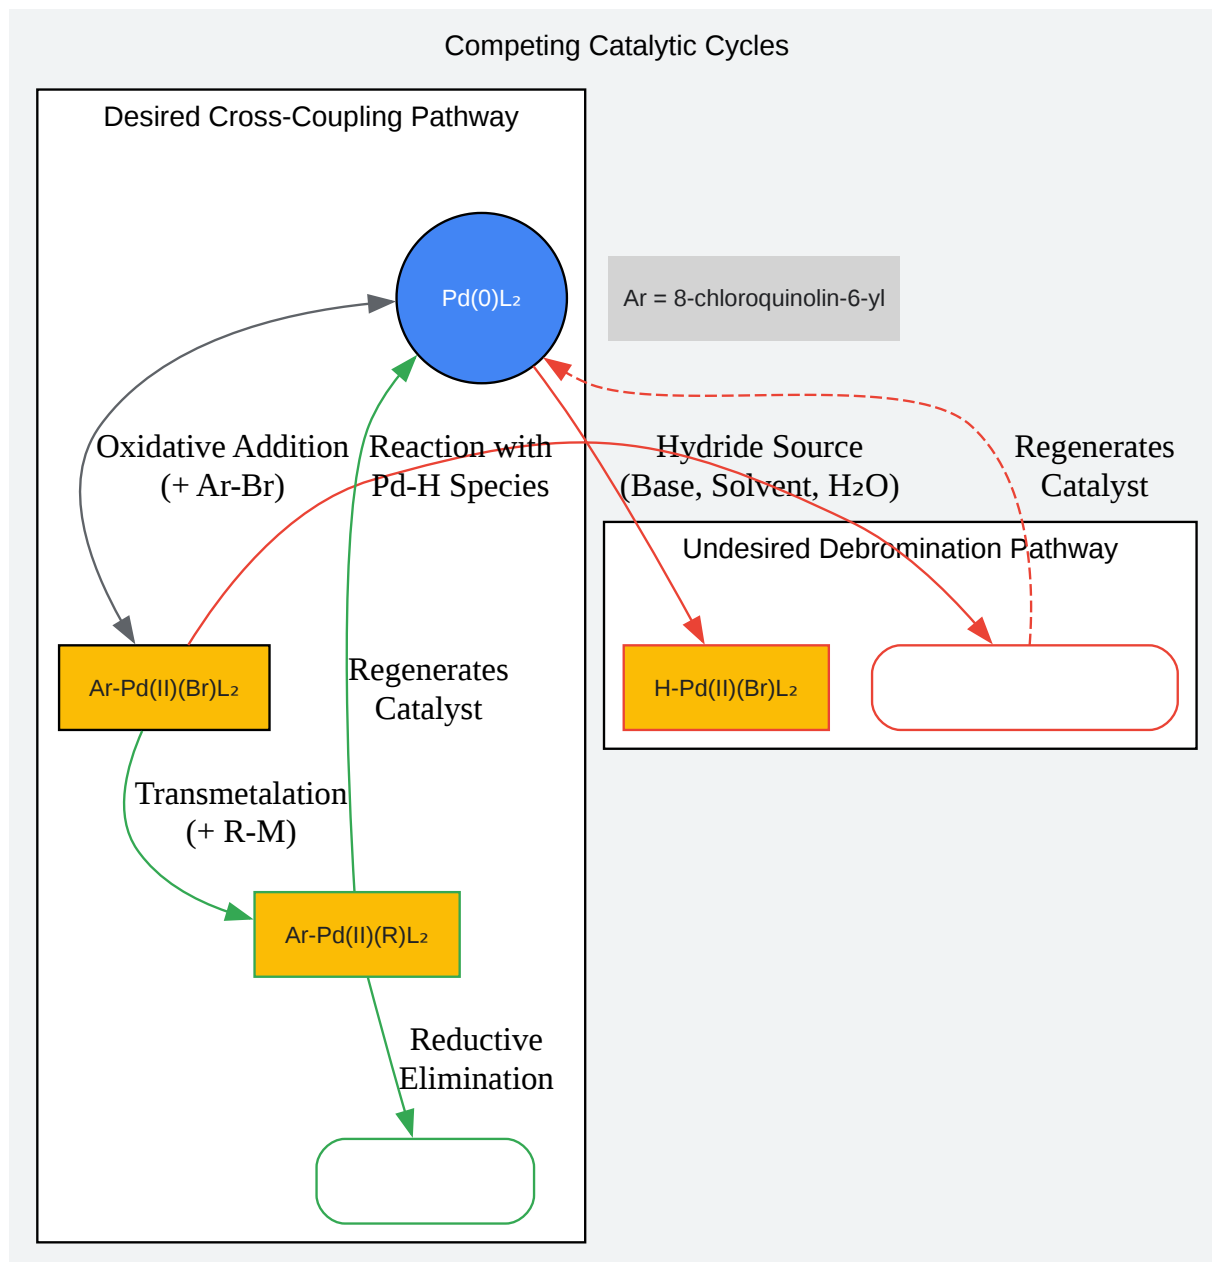 Competing Catalytic Cycles
Desired Cross-Coupling Pathway
Pd(0)L₂
Ar = 8-chloroquinolin-6-yl
Oxidative Addition
(+ Ar-Br)
Reaction with
Pd-H Species
Hydride Source
(Base, Solvent, H₂O)
Regenerates
Catalyst
Undesired Debromination Pathway
Ar-Pd(II)(Br)L₂
Regenerates
Catalyst
H-Pd(II)(Br)L₂
Transmetalation
(+ R-M)
Ar-Pd(II)(R)L₂
Reductive
Elimination